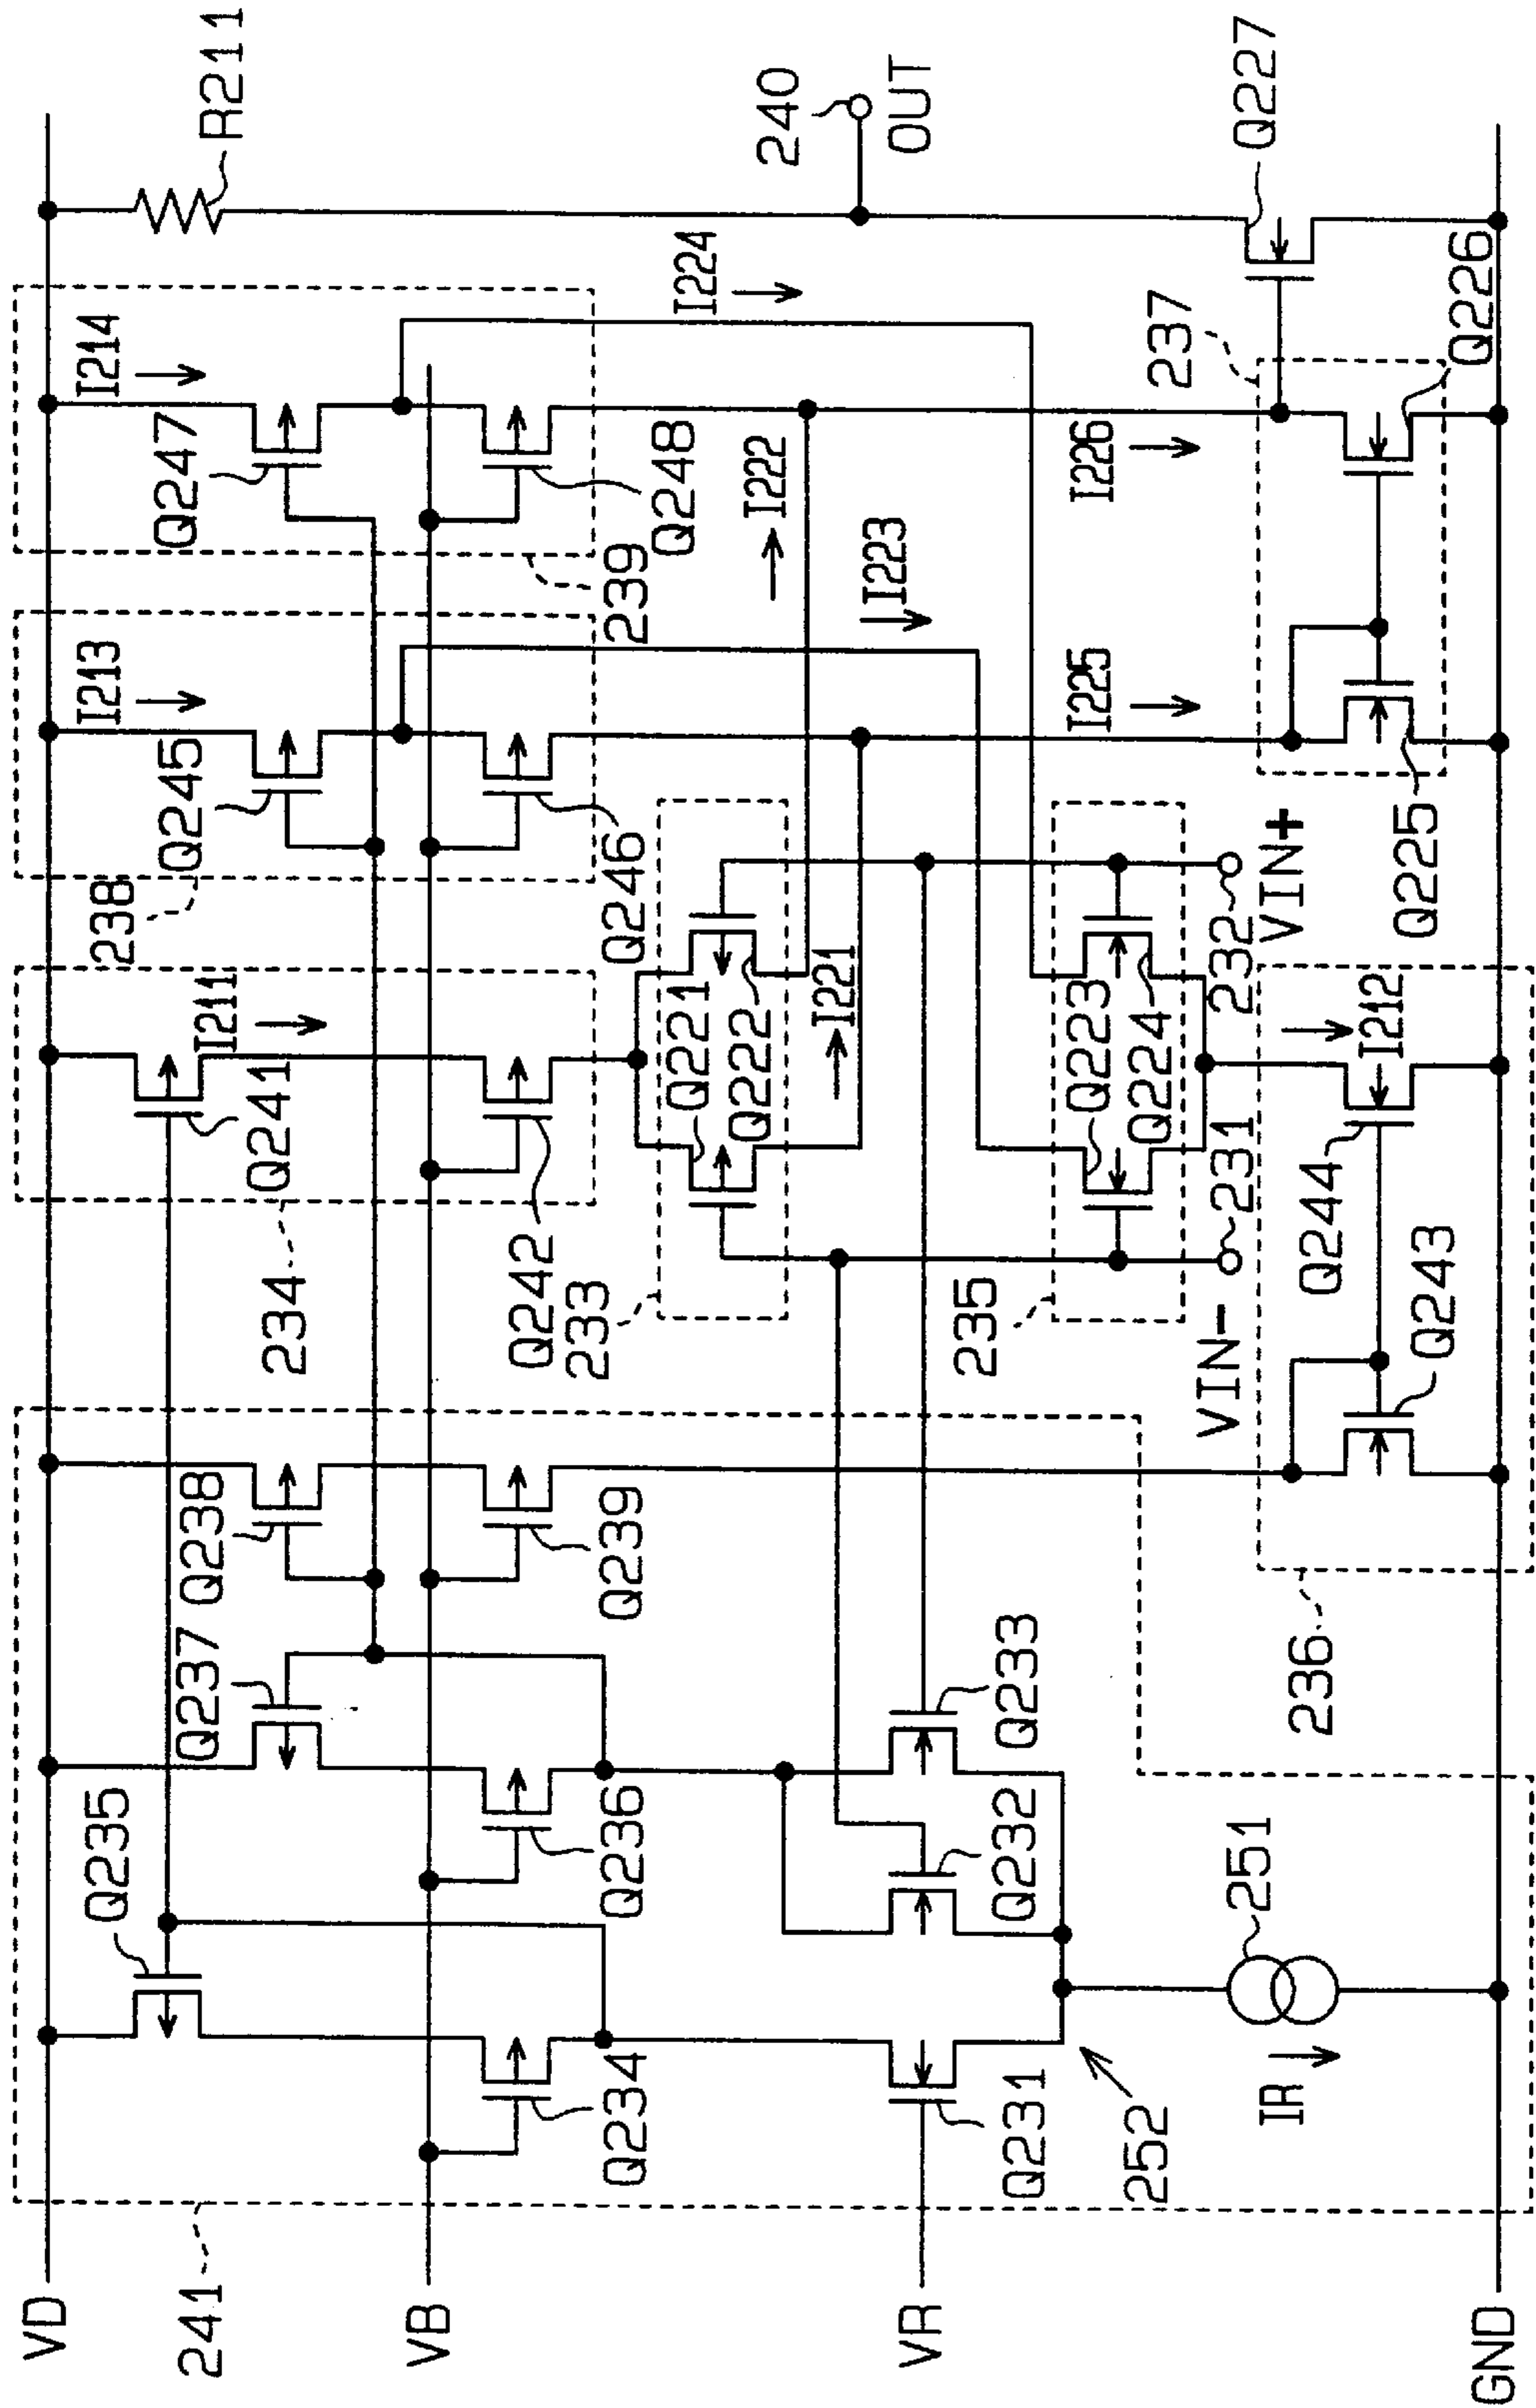 VD
241
VB
VR
GND
Q235
Q237
Q238
234
Q241
I211
238
Q245
I213
Q247
I214
R211
Q234
Q236
Q239
Q242
233
Q221
Q222
Q246
239
Q248
I221
I222
I223
I224
240
OUT
Q231
252
Q232
Q233
235
Q223
Q224
I225
I226
237
Q227
IR
251
236
VIN-
231
232
VIN+
Q243
Q244
I212
Q225
Q226